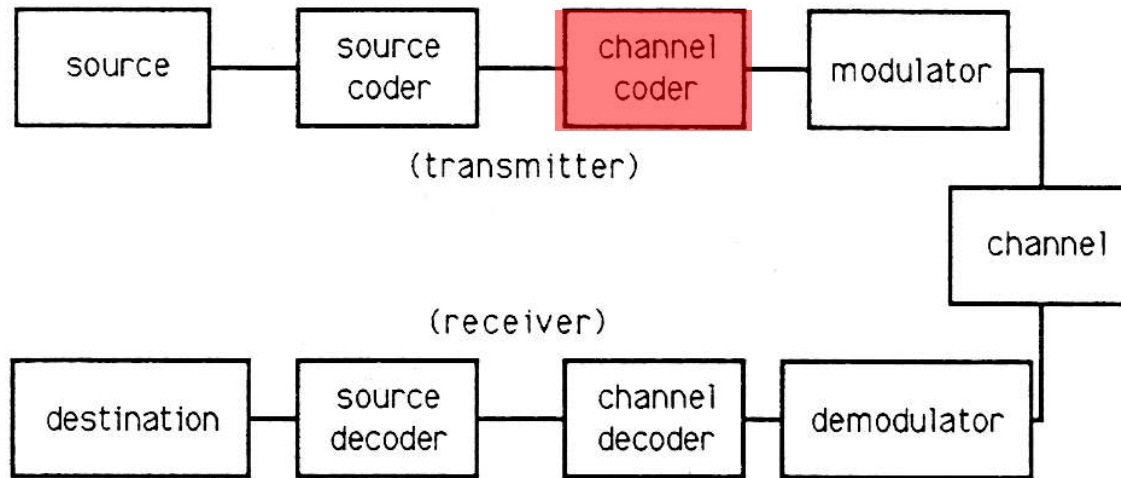 source
source
coder
channel
coder
modulator
(transmitter)
channel
(receiver)
destination
source
decoder
channel
decoder
demodulator